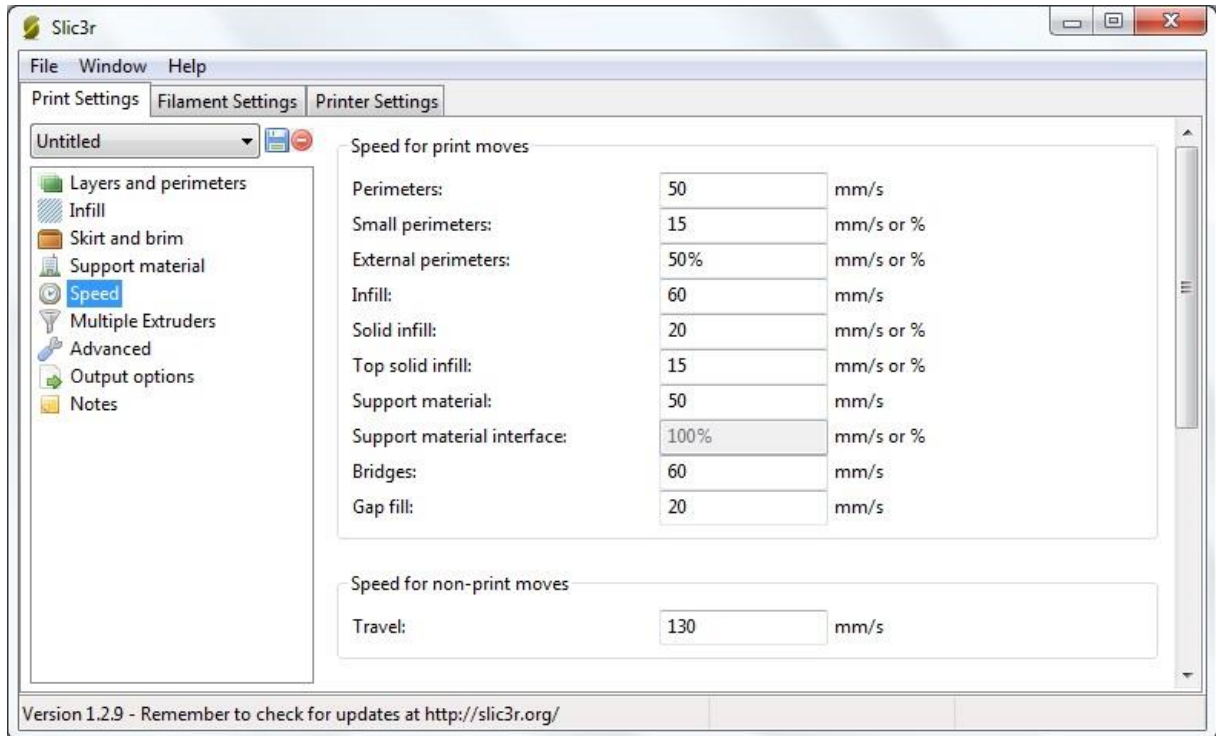 Slic3r
File Window Help
Print Settings Filament Settings Printer Settings
Untitled
Layers and perimeters
Infill
Skirt and brim
Support material
Speed
Multiple Extruders
Advanced
Output options
Notes
Speed for print moves
Perimeters: 50 mm/s
Small perimeters: 15 mm/s or %
External perimeters: 50% mm/s or %
Infill: 60 mm/s
Solid infill: 20 mm/s or %
Top solid infill: 15 mm/s or %
Support material: 50 mm/s
Support material interface: 100% mm/s or %
Bridges: 60 mm/s
Gap fill: 20 mm/s
Speed for non-print moves
Travel: 130 mm/s
Version 1.2.9 - Remember to check for updates at http://slic3r.org/